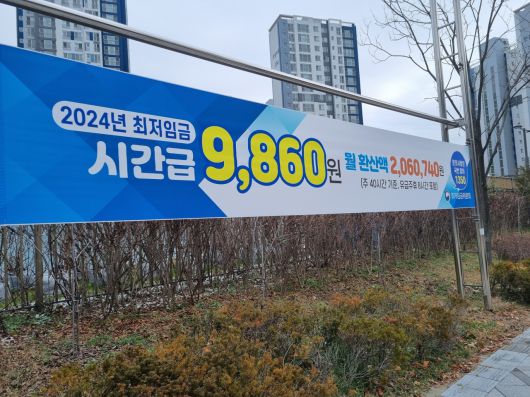 2024년 최저임금
시간급 9,860원
월 환산액 2,060,740원
(주 40시간 기준, 유급주휴 8시간 포함)
1350